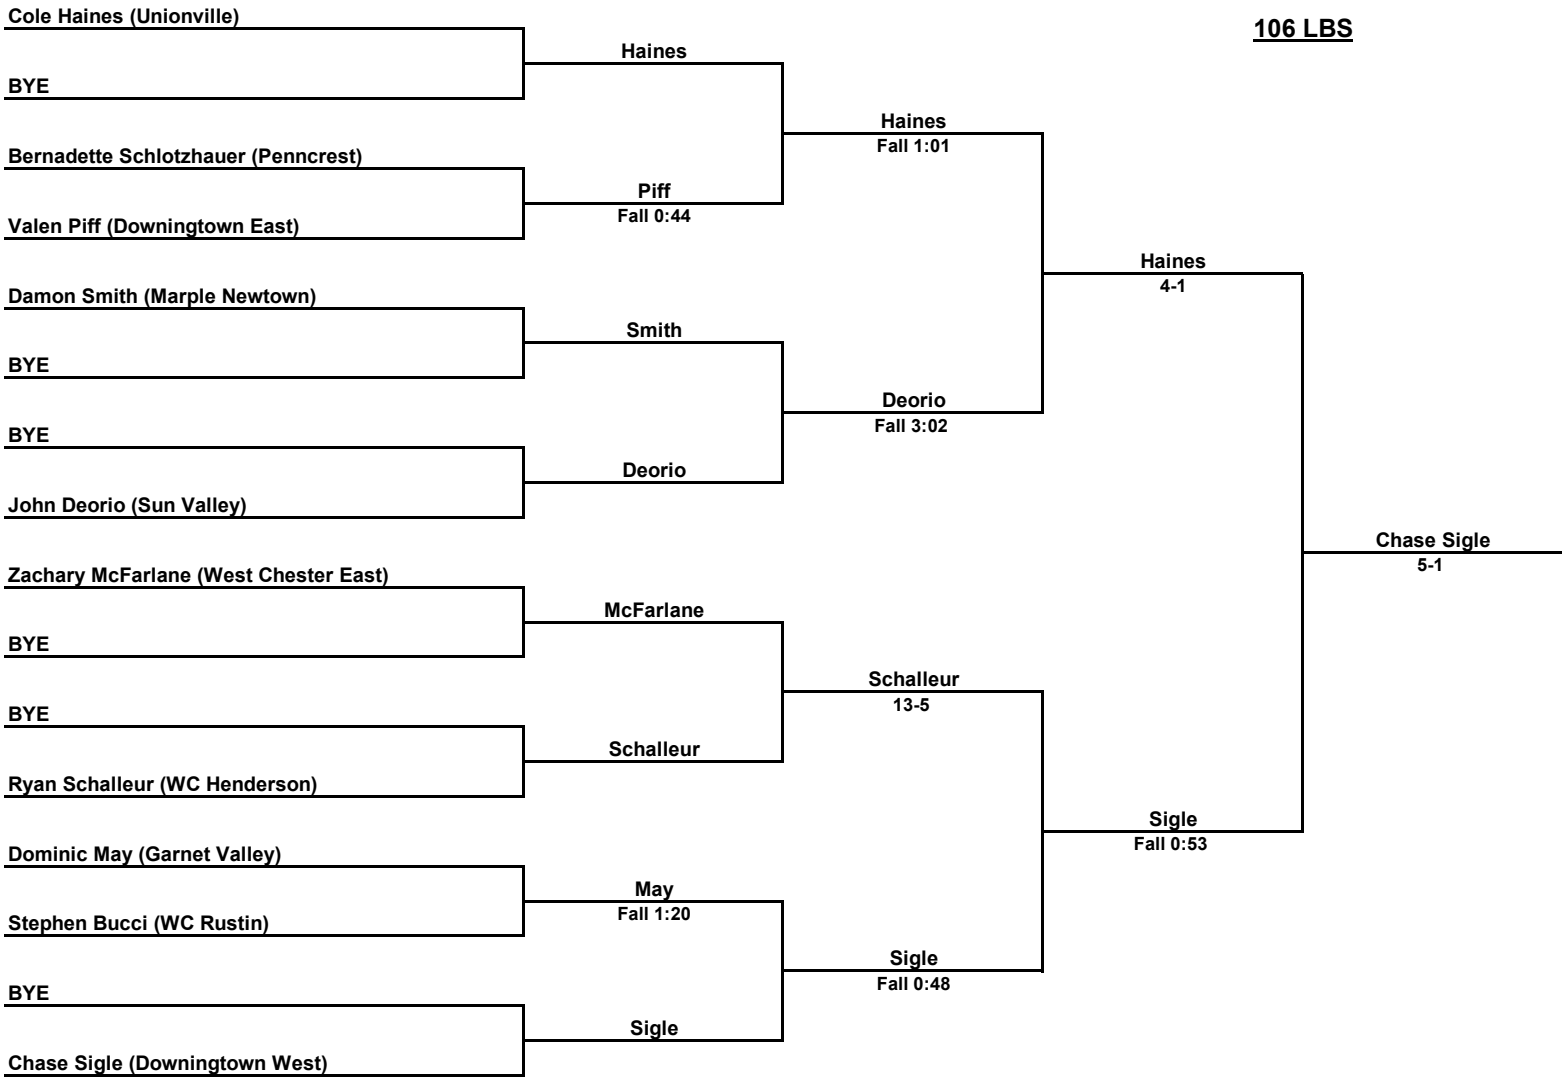 Cole Haines (Unionville)
106 LBS
Haines
BYE
Haines
Fall 1:01
Bernadette Schlotzhauer (Penncrest)
Piff
Fall 0:44
Valen Piff (Downingtown East)
Haines
4-1
Damon Smith (Marple Newtown)
Smith
BYE
Deorio
Fall 3:02
BYE
Deorio
John Deorio (Sun Valley)
Chase Sigle
5-1
Zachary McFarlane (West Chester East)
McFarlane
BYE
Schalleur
13-5
BYE
Schalleur
Ryan Schalleur (WC Henderson)
Sigle
Fall 0:53
Dominic May (Garnet Valley)
May
Fall 1:20
Stephen Bucci (WC Rustin)
Sigle
Fall 0:48
BYE
Sigle
Chase Sigle (Downingtown West)